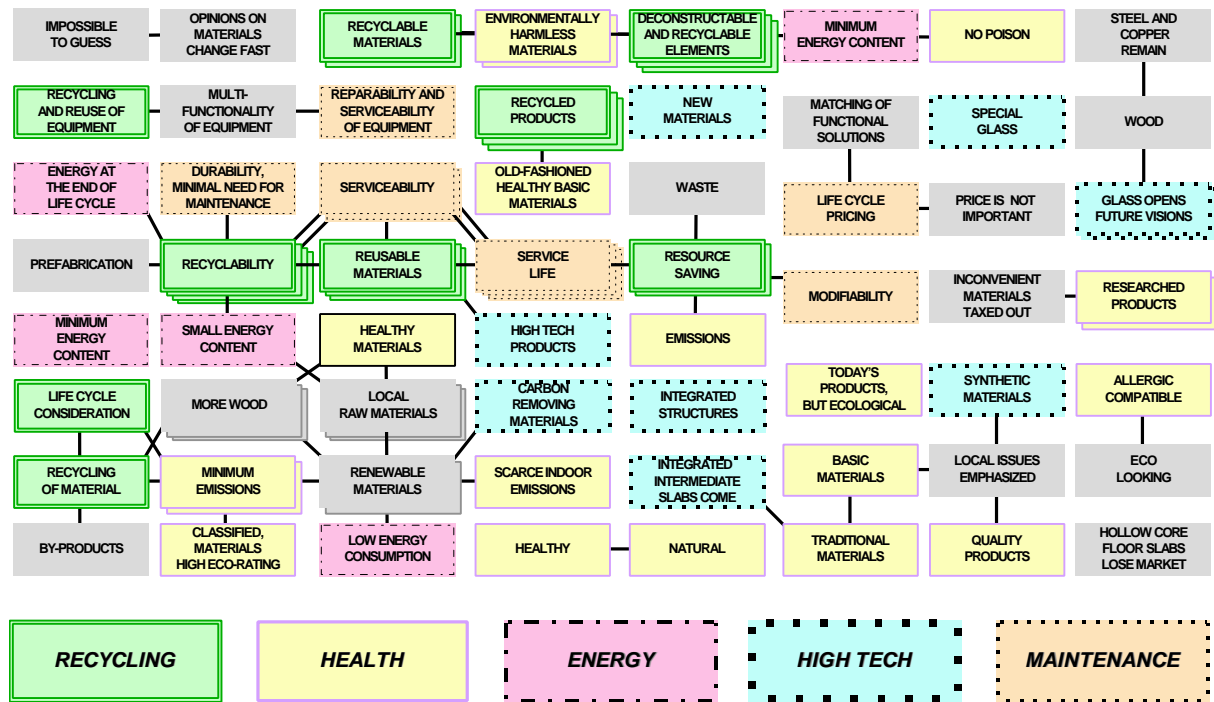 IMPOSSIBLE
TO GUESS
OPINIONS ON
MATERIALS
CHANGE FAST
RECYCLABLE
MATERIALS
ENVIRONMENTALLY
HARMLESS
MATERIALS
DECONSTRUCTABLE
AND RECYCLABLE
ELEMENTS
MINIMUM
ENERGY CONTENT
NO POISON
STEEL AND
COPPER
REMAIN
RECYCLING
AND REUSE OF
EQUIPMENT
MULTI-
FUNCTIONALITY
OF EQUIPMENT
REPARABILITY AND
SERVICEABILITY
OF EQUIPMENT
RECYCLED
PRODUCTS
NEW
MATERIALS
MATCHING OF
FUNCTIONAL
SOLUTIONS
SPECIAL
GLASS
WOOD
ENERGY AT
THE END OF
LIFE CYCLE
DURABILITY,
MINIMAL NEED FOR
MAINTENANCE
SERVICEABILITY
OLD-FASHIONED
HEALTHY BASIC
MATERIALS
WASTE
LIFE CYCLE
PRICING
PRICE IS NOT
IMPORTANT
GLASS OPENS
FUTURE VISIONS
PREFABRICATION
RECYCLABILITY
REUSABLE
MATERIALS
SERVICE
LIFE
RESOURCE
SAVING
MODIFIABILITY
INCONVENIENT
MATERIALS
TAXED OUT
RESEARCHED
PRODUCTS
MINIMUM
ENERGY
CONTENT
SMALL ENERGY
CONTENT
HEALTHY
MATERIALS
HIGH TECH
PRODUCTS
EMISSIONS
LIFE CYCLE
CONSIDERATION
MORE WOOD
LOCAL
RAW MATERIALS
CARBON
REMOVING
MATERIALS
INTEGRATED
STRUCTURES
TODAY'S
PRODUCTS,
BUT ECOLOGICAL
SYNTHETIC
MATERIALS
ALLERGIC
COMPATIBLE
RECYCLING
OF MATERIAL
MINIMUM
EMISSIONS
RENEWABLE
MATERIALS
SCARCE INDOOR
EMISSIONS
INTEGRATED
INTERMEDIATE
SLABS COME
BASIC
MATERIALS
LOCAL ISSUES
EMPHASIZED
ECO
LOOKING
BY-PRODUCTS
CLASSIFIED,
MATERIALS
HIGH ECO-RATING
LOW ENERGY
CONSUMPTION
HEALTHY
NATURAL
TRADITIONAL
MATERIALS
QUALITY
PRODUCTS
HOLLOW CORE
FLOOR SLABS
LOSE MARKET
RECYCLING
HEALTH
ENERGY
HIGH TECH
MAINTENANCE